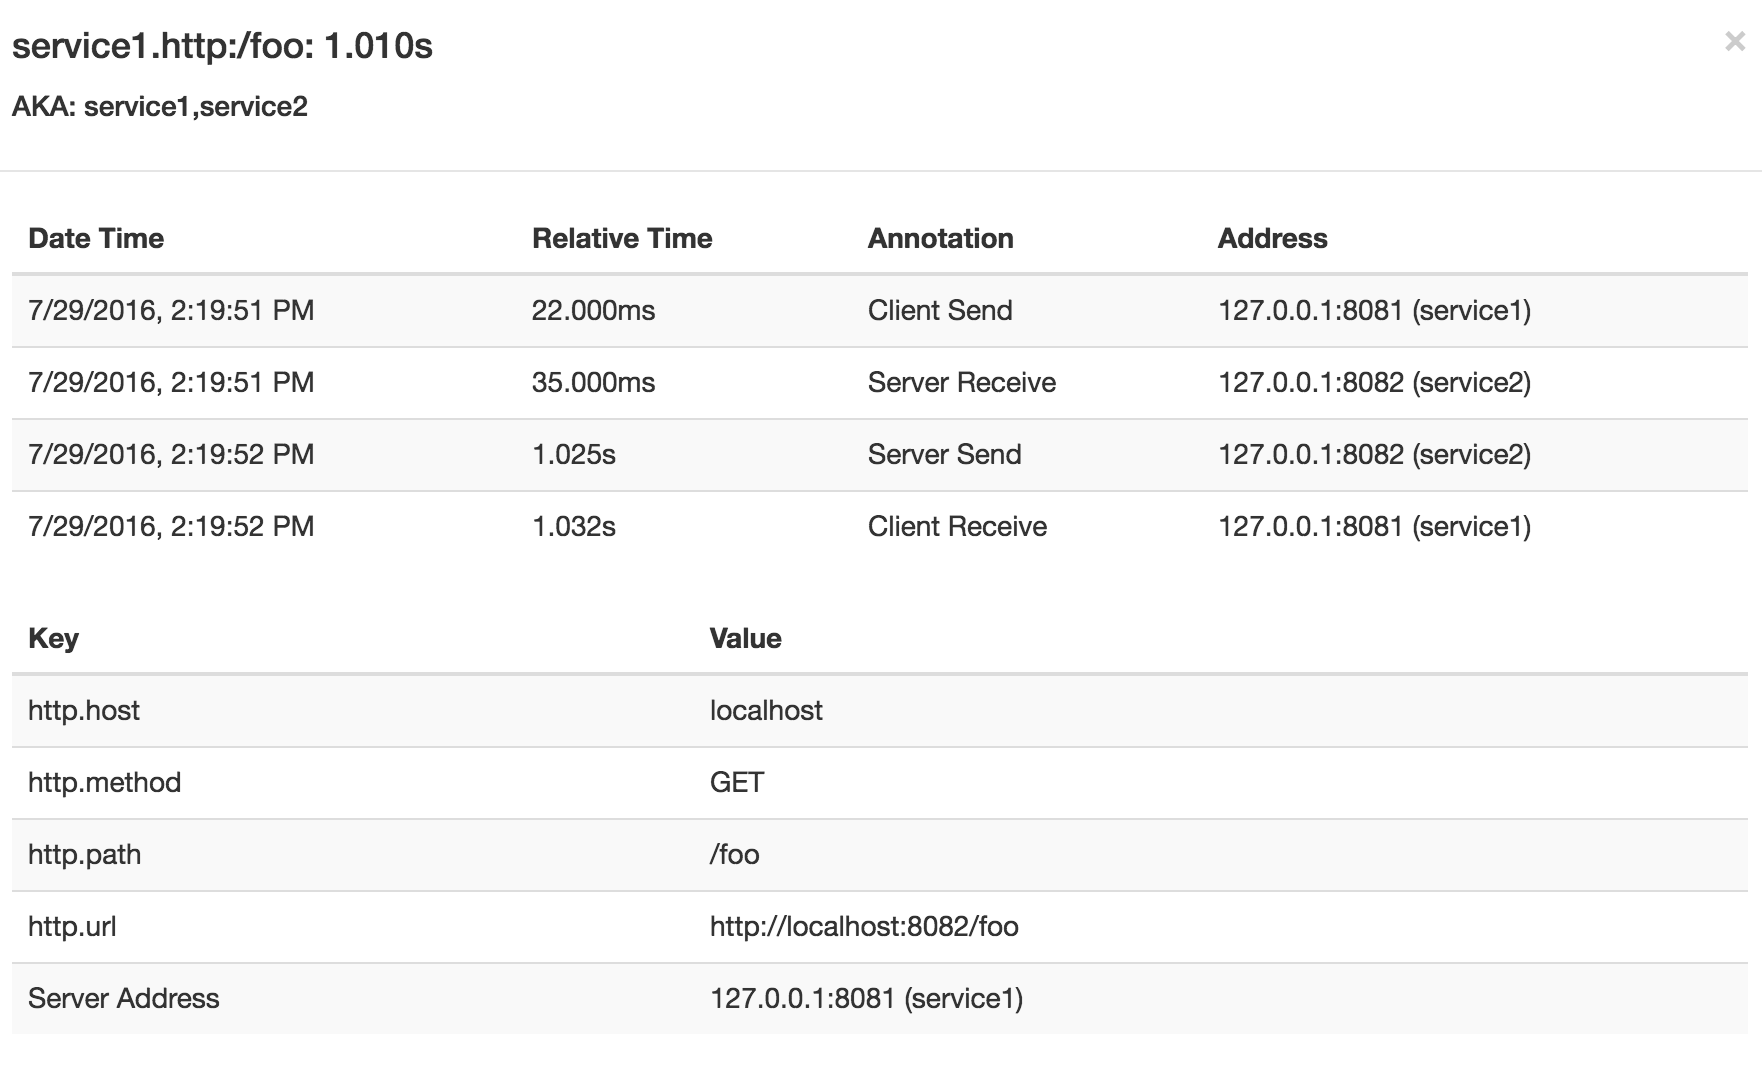 service1.http:/foo: 1.010s
×
AKA: service1,service2
Date Time Relative Time Annotation Address
7/29/2016, 2:19:51 PM 22.000ms Client Send 127.0.0.1:8081 (service1)
7/29/2016, 2:19:51 PM 35.000ms Server Receive 127.0.0.1:8082 (service2)
7/29/2016, 2:19:52 PM 1.025s Server Send 127.0.0.1:8082 (service2)
7/29/2016, 2:19:52 PM 1.032s Client Receive 127.0.0.1:8081 (service1)
Key Value
http.host localhost
http.method GET
http.path /foo
http.url http://localhost:8082/foo
Server Address 127.0.0.1:8081 (service1)